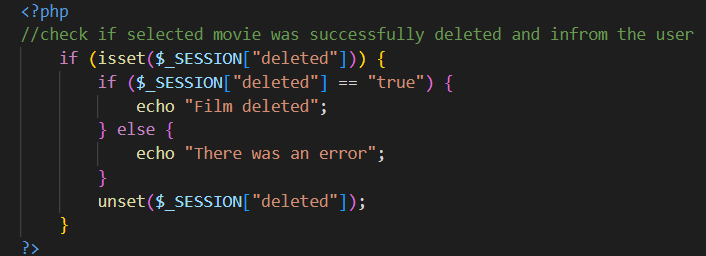 <?php
//check if selected movie was successfully deleted and infrom the user
if (isset($_SESSION["deleted"])) {
if ($_SESSION["deleted"] == "true") {
echo "Film deleted";
} else {
echo "There was an error";
}
unset($_SESSION["deleted"]);
}
?>